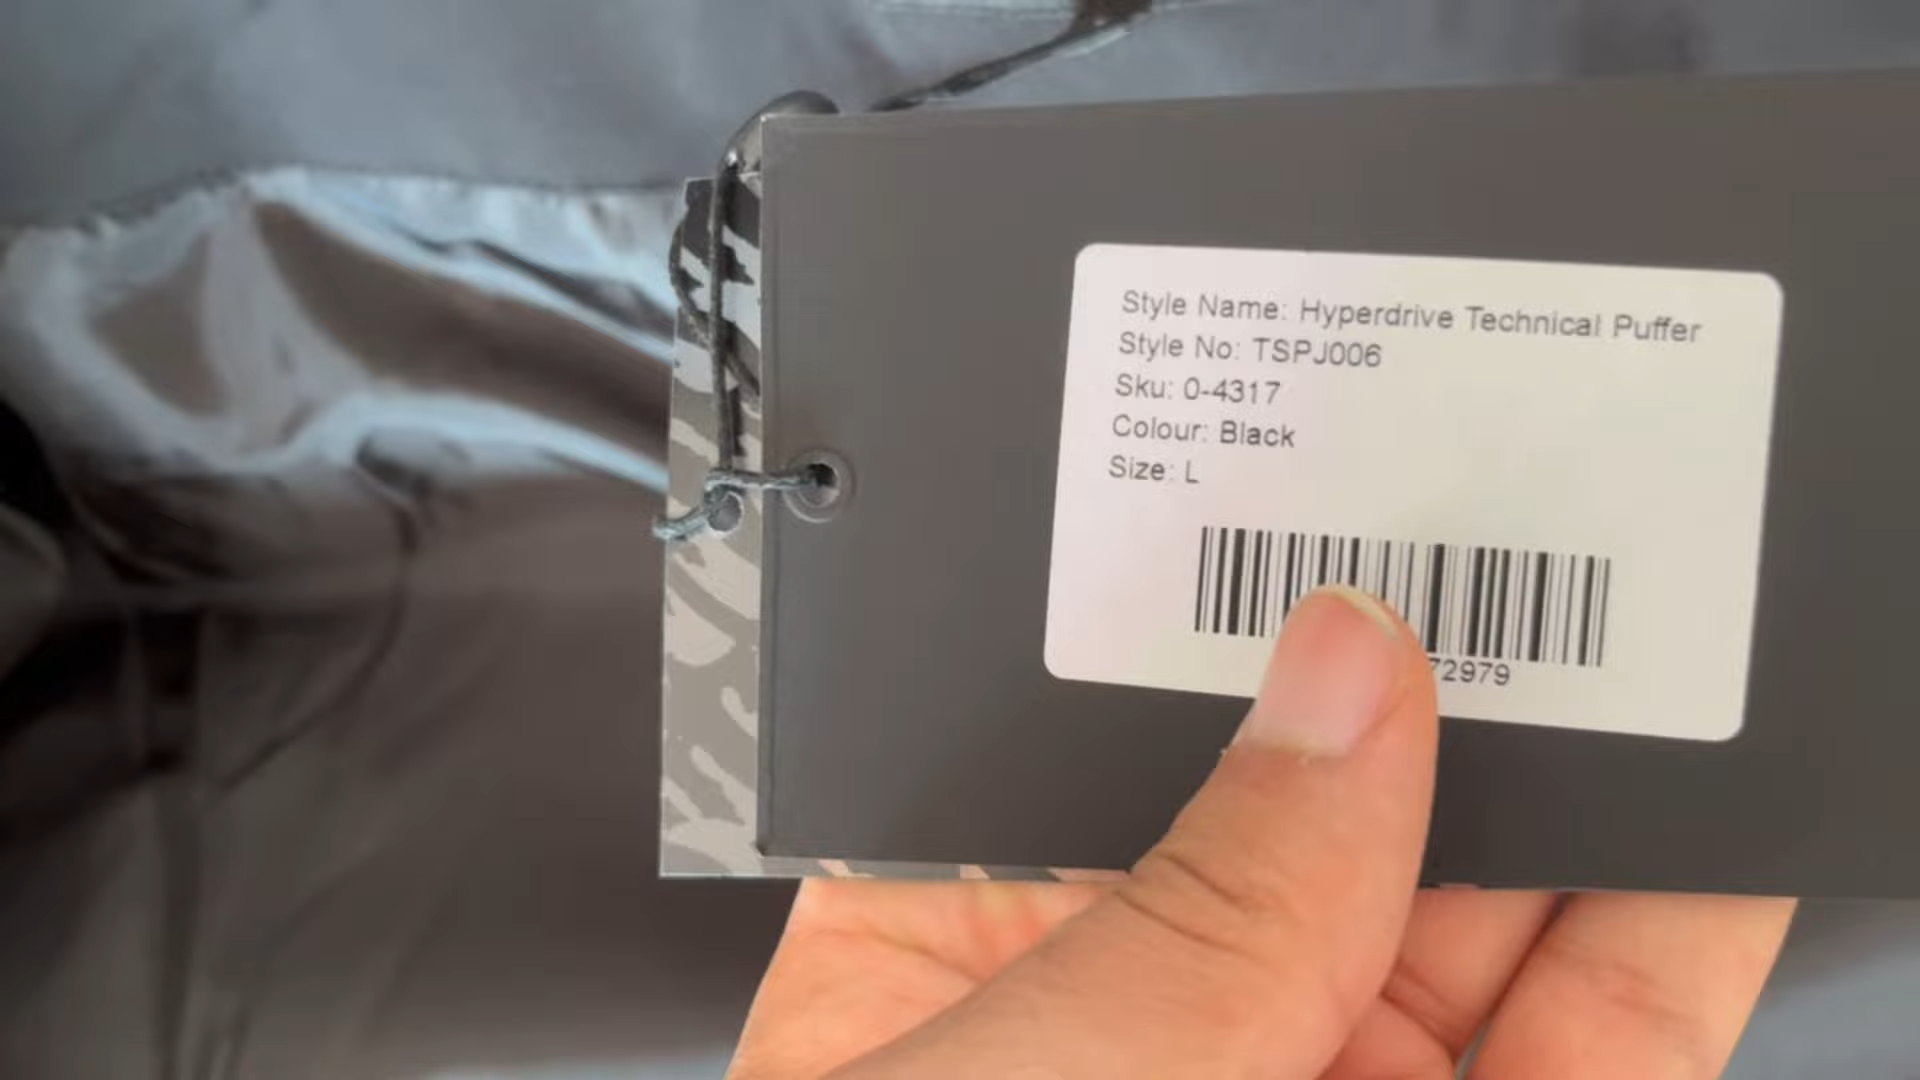 Style Name: Hyperdrive Technical Puffer
Style No: TSPJ006
Sku: 0-4317
Colour: Black
Size: L
72979